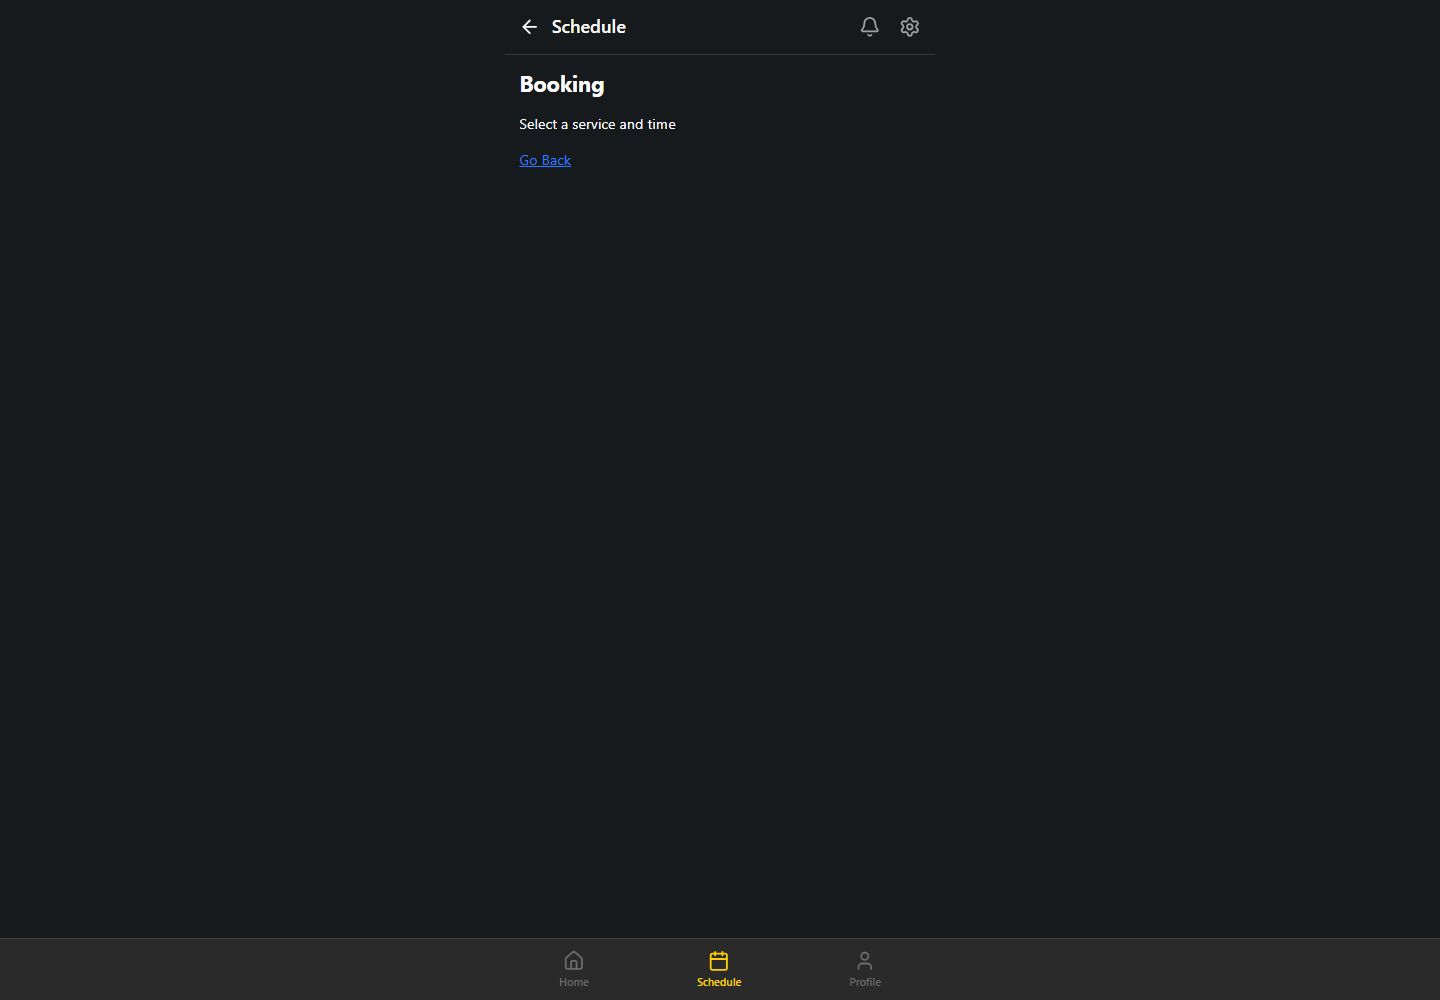 Schedule
Booking
Select a service and time
Go Back
Home
Schedule
Profile